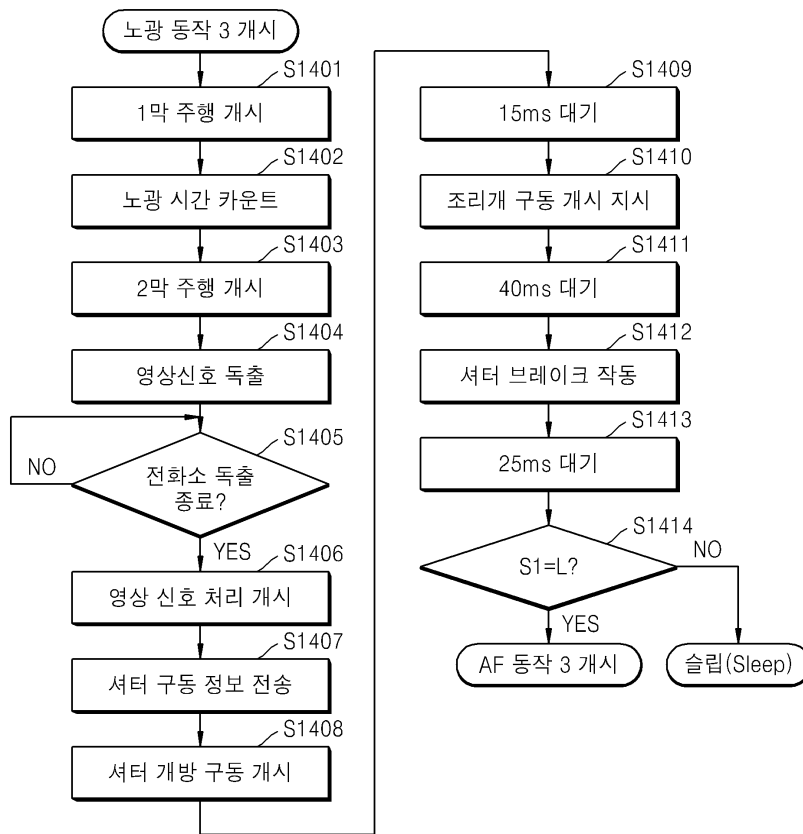 노광 동작 3 개시
S1401
1막 주행 개시
S1402
노광 시간 카운트
S1403
2막 주행 개시
S1404
영상신호 독출
S1405
NO
전화소 독출
종료?
YES
S1406
영상 신호 처리 개시
S1407
셔터 구동 정보 전송
S1408
셔터 개방 구동 개시
S1409
15ms 대기
S1410
조리개 구동 개시 지시
S1411
40ms 대기
S1412
셔터 브레이크 작동
S1413
25ms 대기
S1414
S1=L?
NO
YES
AF 동작 3 개시
슬립(Sleep)